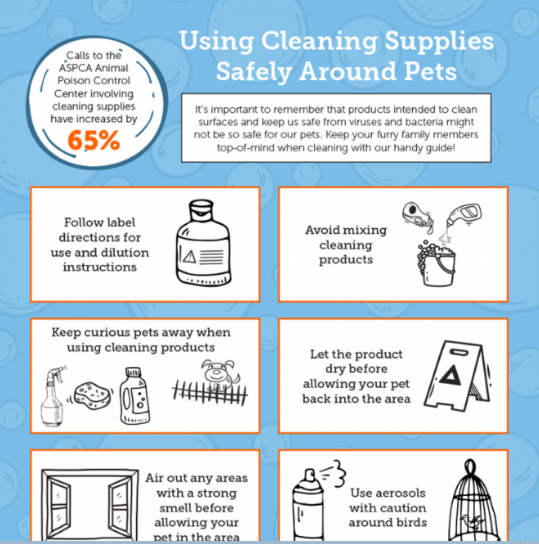 Calls to the
ASPCA Animal
Poison Control
Center involving
cleaning supplies
have increased by
65%
Using Cleaning Supplies
Safely Around Pets
It's important to remember that products intended to clean
surfaces and keep us safe from viruses and bacteria might
not be so safe for our pets. Keep your furry family members
top-of-mind when cleaning with our handy guide!
Follow label
directions for
use and dilution
instructions
Avoid mixing
cleaning
products
Keep curious pets away when
using cleaning products
Let the product
dry before
allowing your pet
back into the area
Air out any areas
with a strong
smell before
allowing your
pet in the area
Use aerosols
with caution
around birds